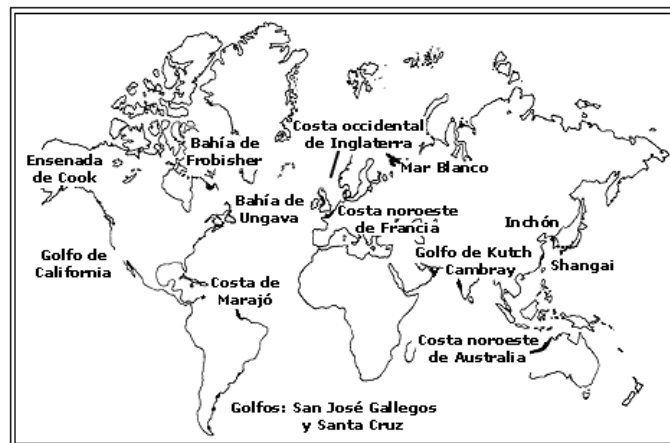 Costa occidental
de Inglaterra
Bahía de
Frobisher
Mar Blanco
Ensenada
de Cook
Bahía de
Ungava
Costa noroeste
de Francia
Inchón
Golfo de
California
Golfo de Kutch
Cambray
Shangai
Costa de
Marajó
Costa noroeste
de Australia
Golfos: San José Gallegos
y Santa Cruz